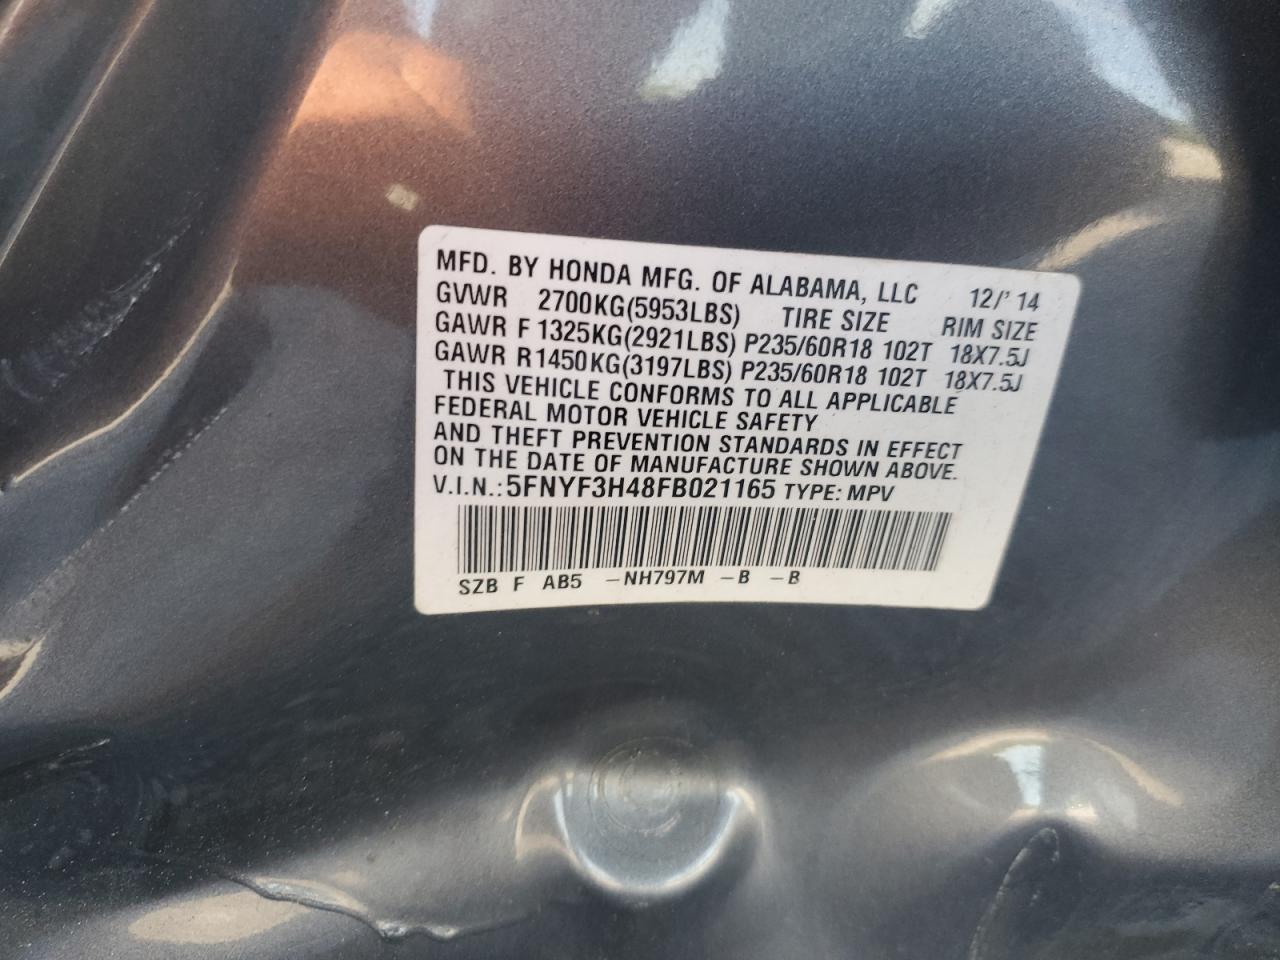 MFD. BY HONDA MFG. OF ALABAMA, LLC 12/' 14
GVWR 2700KG(5953LBS) TIRE SIZE RIM SIZE
GAWR F 1325KG(2921LBS) P235/60R18 102T 18X7.5J
GAWR R1450KG(3197LBS) P235/60R18 102T 18X7.5J
THIS VEHICLE CONFORMS TO ALL APPLICABLE
FEDERAL MOTOR VEHICLE SAFETY
AND THEFT PREVENTION STANDARDS IN EFFECT
ON THE DATE OF MANUFACTURE SHOWN ABOVE.
V.I.N.: 5FNYF3H48FB021165 TYPE: MPV
SZB F AB5 –NH797M –B –B